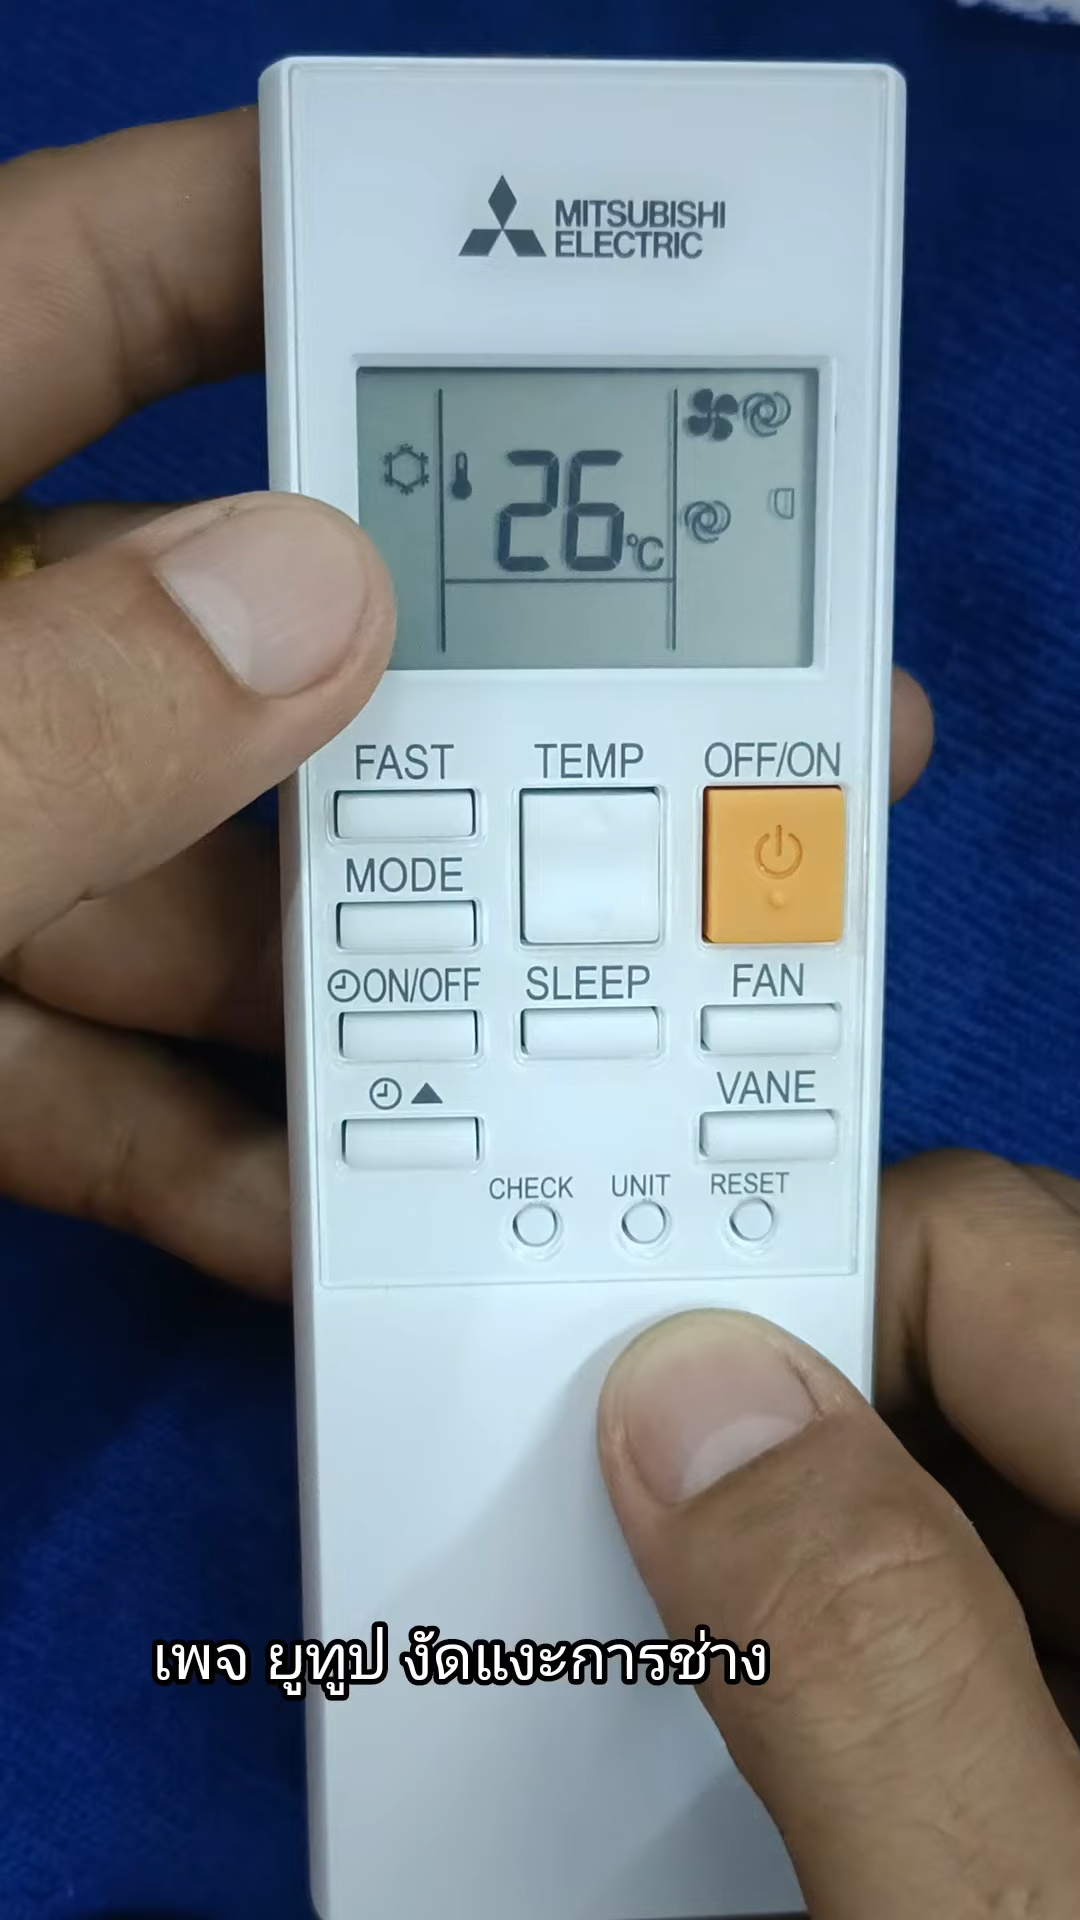 MITSUBISHI
ELECTRIC
26°C
FAST TEMP OFF/ON
MODE
ON/OFF SLEEP FAN
▲ VANE
CHECK UNIT RESET
เพจ ยูทูป งัดแงะการช่าง